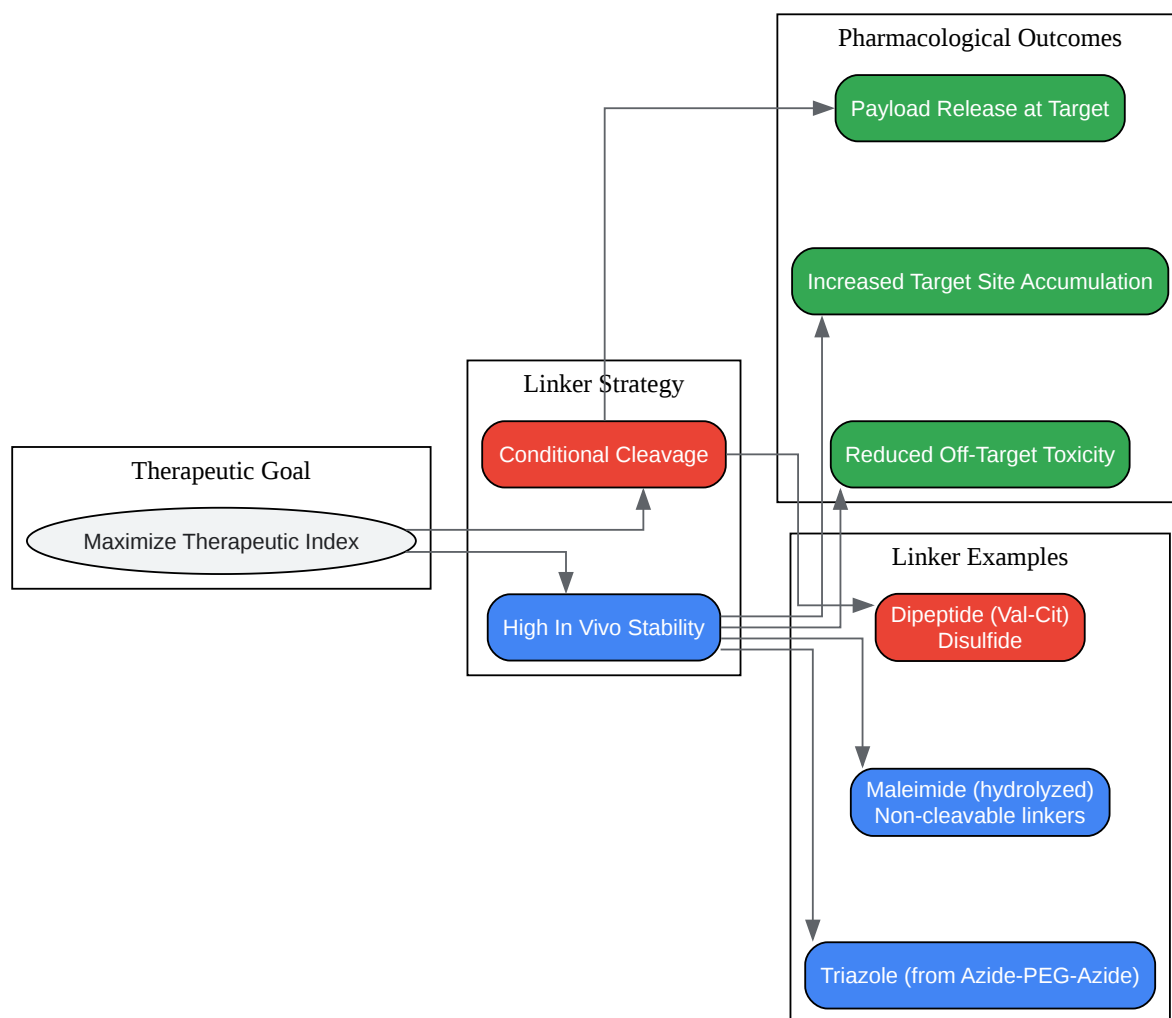 Pharmacological Outcomes
Payload Release at Target
Increased Target Site Accumulation
Reduced Off-Target Toxicity
Linker Strategy
Conditional Cleavage
High In Vivo Stability
Therapeutic Goal
Maximize Therapeutic Index
Linker Examples
Dipeptide (Val-Cit)
Disulfide
Maleimide (hydrolyzed)
Non-cleavable linkers
Triazole (from Azide-PEG-Azide)